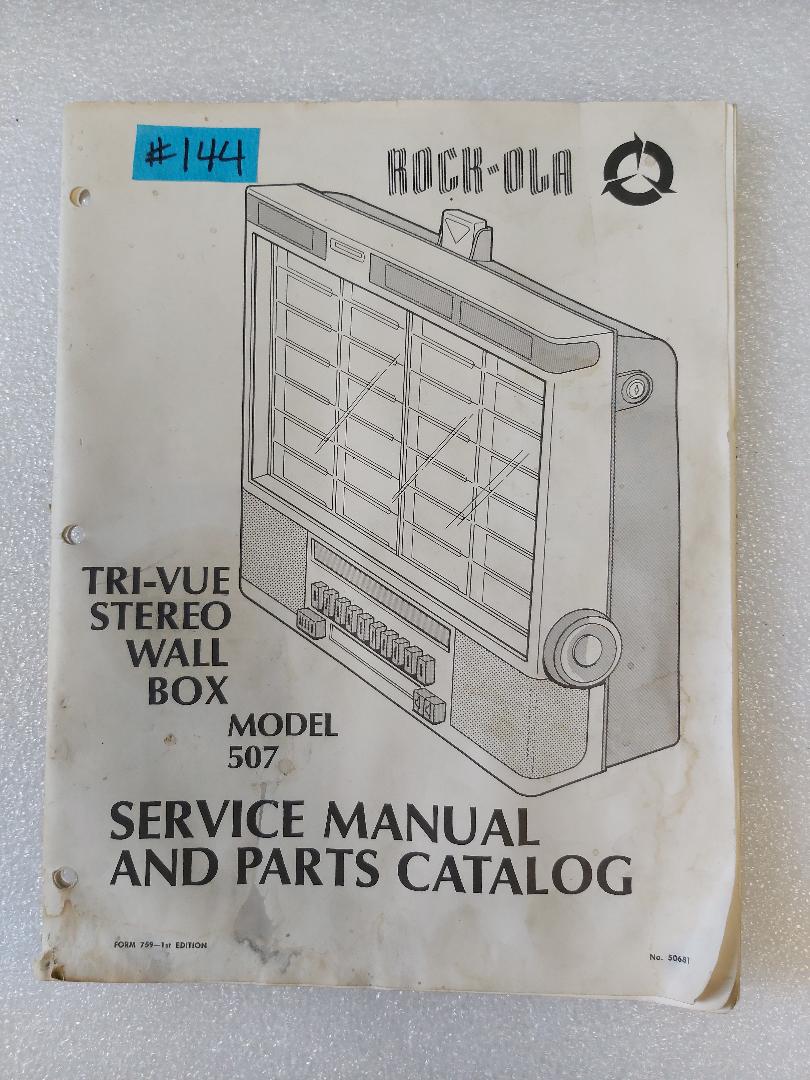 #144
ROCK-OLA
TRI-VUE
STEREO
WALL
BOX
MODEL
507
SERVICE MANUAL
AND PARTS CATALOG
FORM 759—1st EDITION
No. 50681